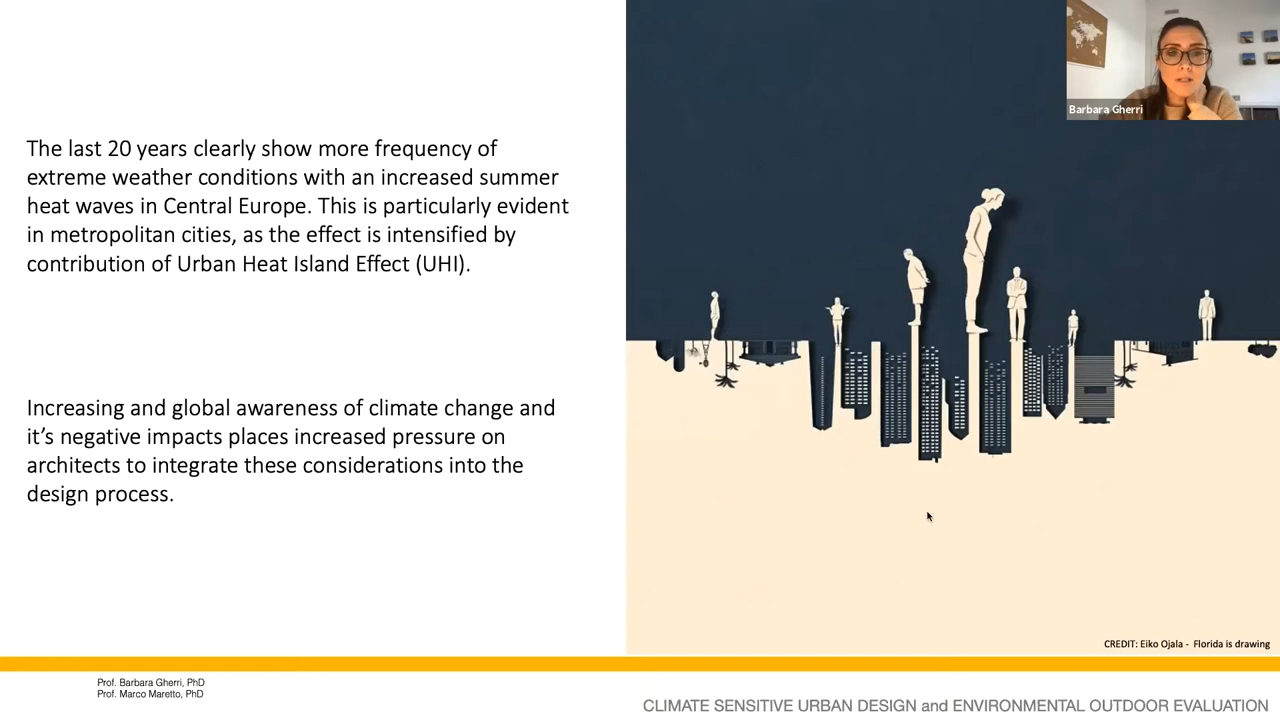 Barbara Gherri
The last 20 years clearly show more frequency of
extreme weather conditions with an increased summer
heat waves in Central Europe. This is particularly evident
in metropolitan cities, as the effect is intensified by
contribution of Urban Heat Island Effect (UHI).
Increasing and global awareness of climate change and
it’s negative impacts places increased pressure on
architects to integrate these considerations into the
design process.
CREDIT: Eiko Ojala - Florida is drawing
Prof. Barbara Gherri, PhD
Prof. Marco Maretto, PhD
CLIMATE SENSITIVE URBAN DESIGN and ENVIRONMENTAL OUTDOOR EVALUATION